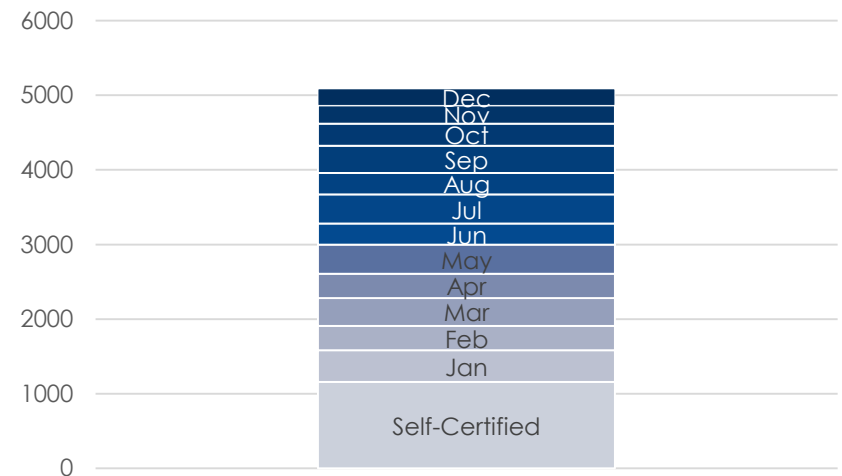 6000
5000
4000
3000
2000
1000
0
Dec
Nov
Oct
Sep
Aug
Jul
Jun
May
Apr
Mar
Feb
Jan
Self-Certified